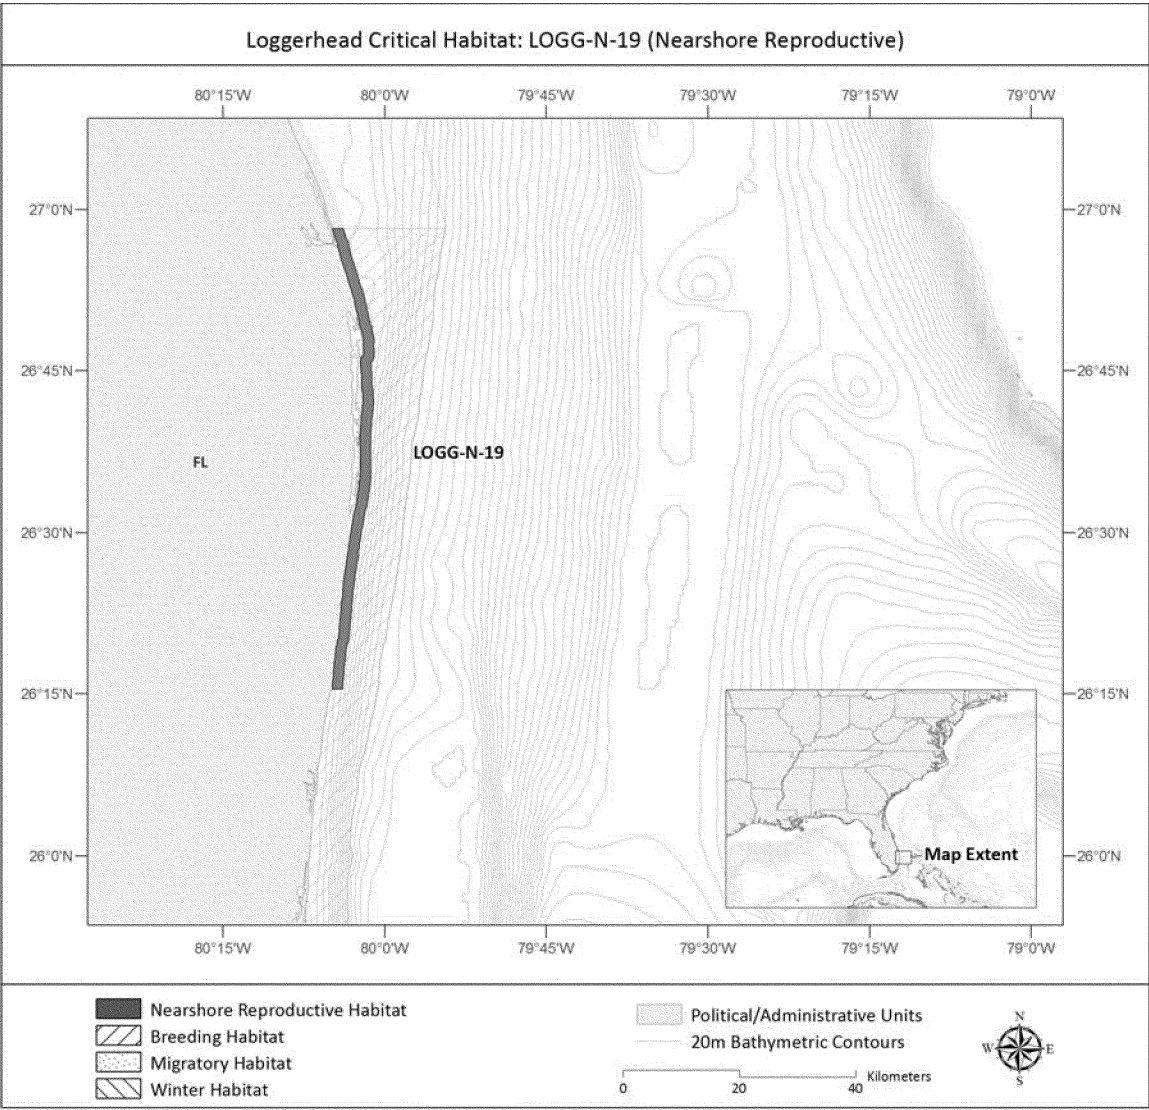 Loggerhead Critical Habitat: LOGG-N-19 (Nearshore Reproductive)
80°15'W 80°0'W 79°45'W 79°30'W 79°15'W 79°0'W
27°0'N 27°0'N
26°45'N 26°45'N
LOGG-N-19
FL
26°30'N 26°30'N
26°15'N 26°15'N
Map Extent
26°0'N 26°0'N
80°15'W 80°0'W 79°45'W 79°30'W 79°15'W 79°0'W
Nearshore Reproductive Habitat
Breeding Habitat
Migratory Habitat
Winter Habitat
Political/Administrative Units
20m Bathymetric Contours
Kilometers
0 20 40
N
W E
S